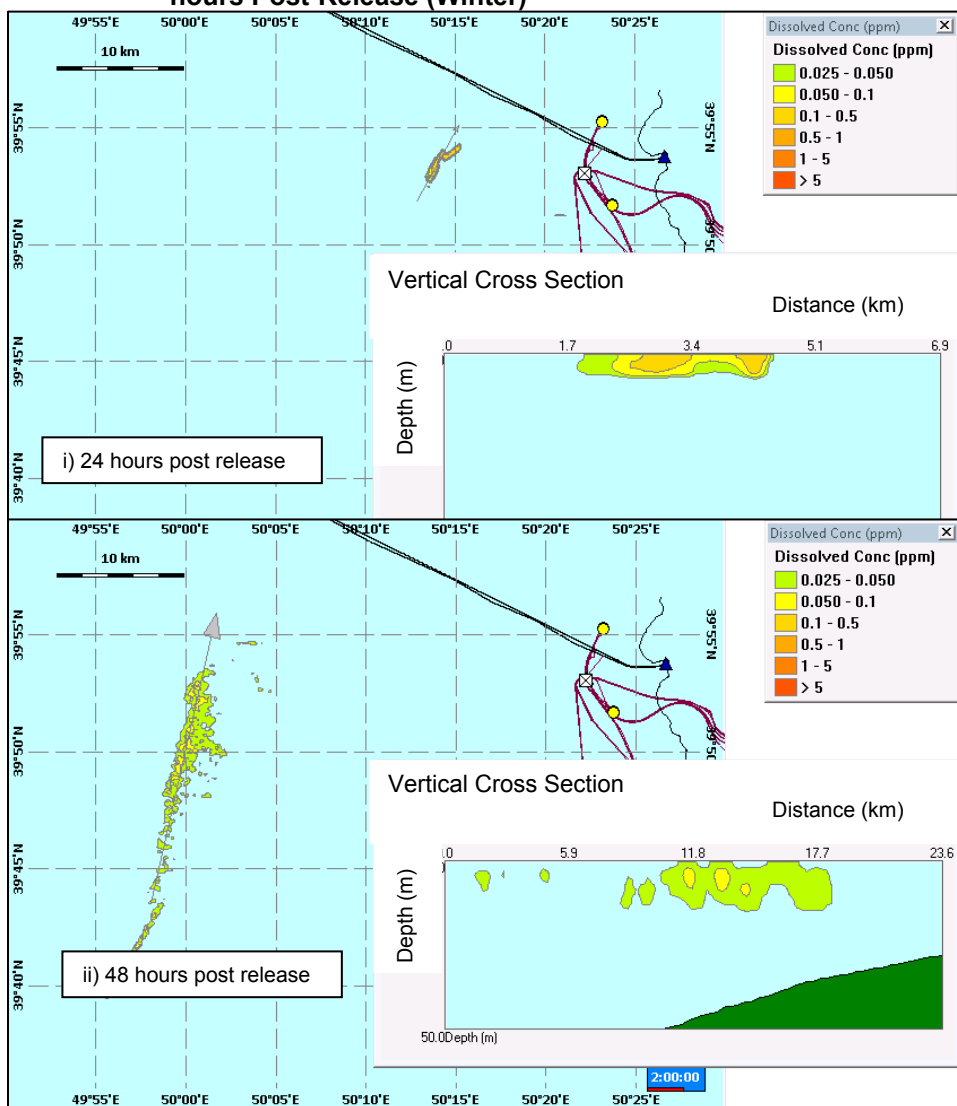 hours Post-Release (Winter)
49°55'E 50°00'E 50°05'E 50°10'E 50°15'E 50°20'E 50°25'E
10 km
39°55'N
39°50'N
39°45'N
39°40'N
39°55'N
39°50
Dissolved Conc (ppm)
Dissolved Conc (ppm)
0.025 - 0.050
0.050 - 0.1
0.1 - 0.5
0.5 - 1
1 - 5
> 5
Vertical Cross Section
Distance (km)
.0 1.7 3.4 5.1 6.9
Depth (m)
i) 24 hours post release
49°55'E 50°00'E 50°05'E 50°10'E 50°15'E 50°20'E 50°25'E
10 km
39°55'N
39°50'N
39°45'N
39°40'N
39°55'N
39°50
Dissolved Conc (ppm)
Dissolved Conc (ppm)
0.025 - 0.050
0.050 - 0.1
0.1 - 0.5
0.5 - 1
1 - 5
> 5
Vertical Cross Section
Distance (km)
.0 5.9 11.8 17.7 23.6
Depth (m)
ii) 48 hours post release
50.0Depth (m)
2:00:00
49°55'E 50°00'E 50°05'E 50°10'E 50°15'E 50°20'E 50°25'E